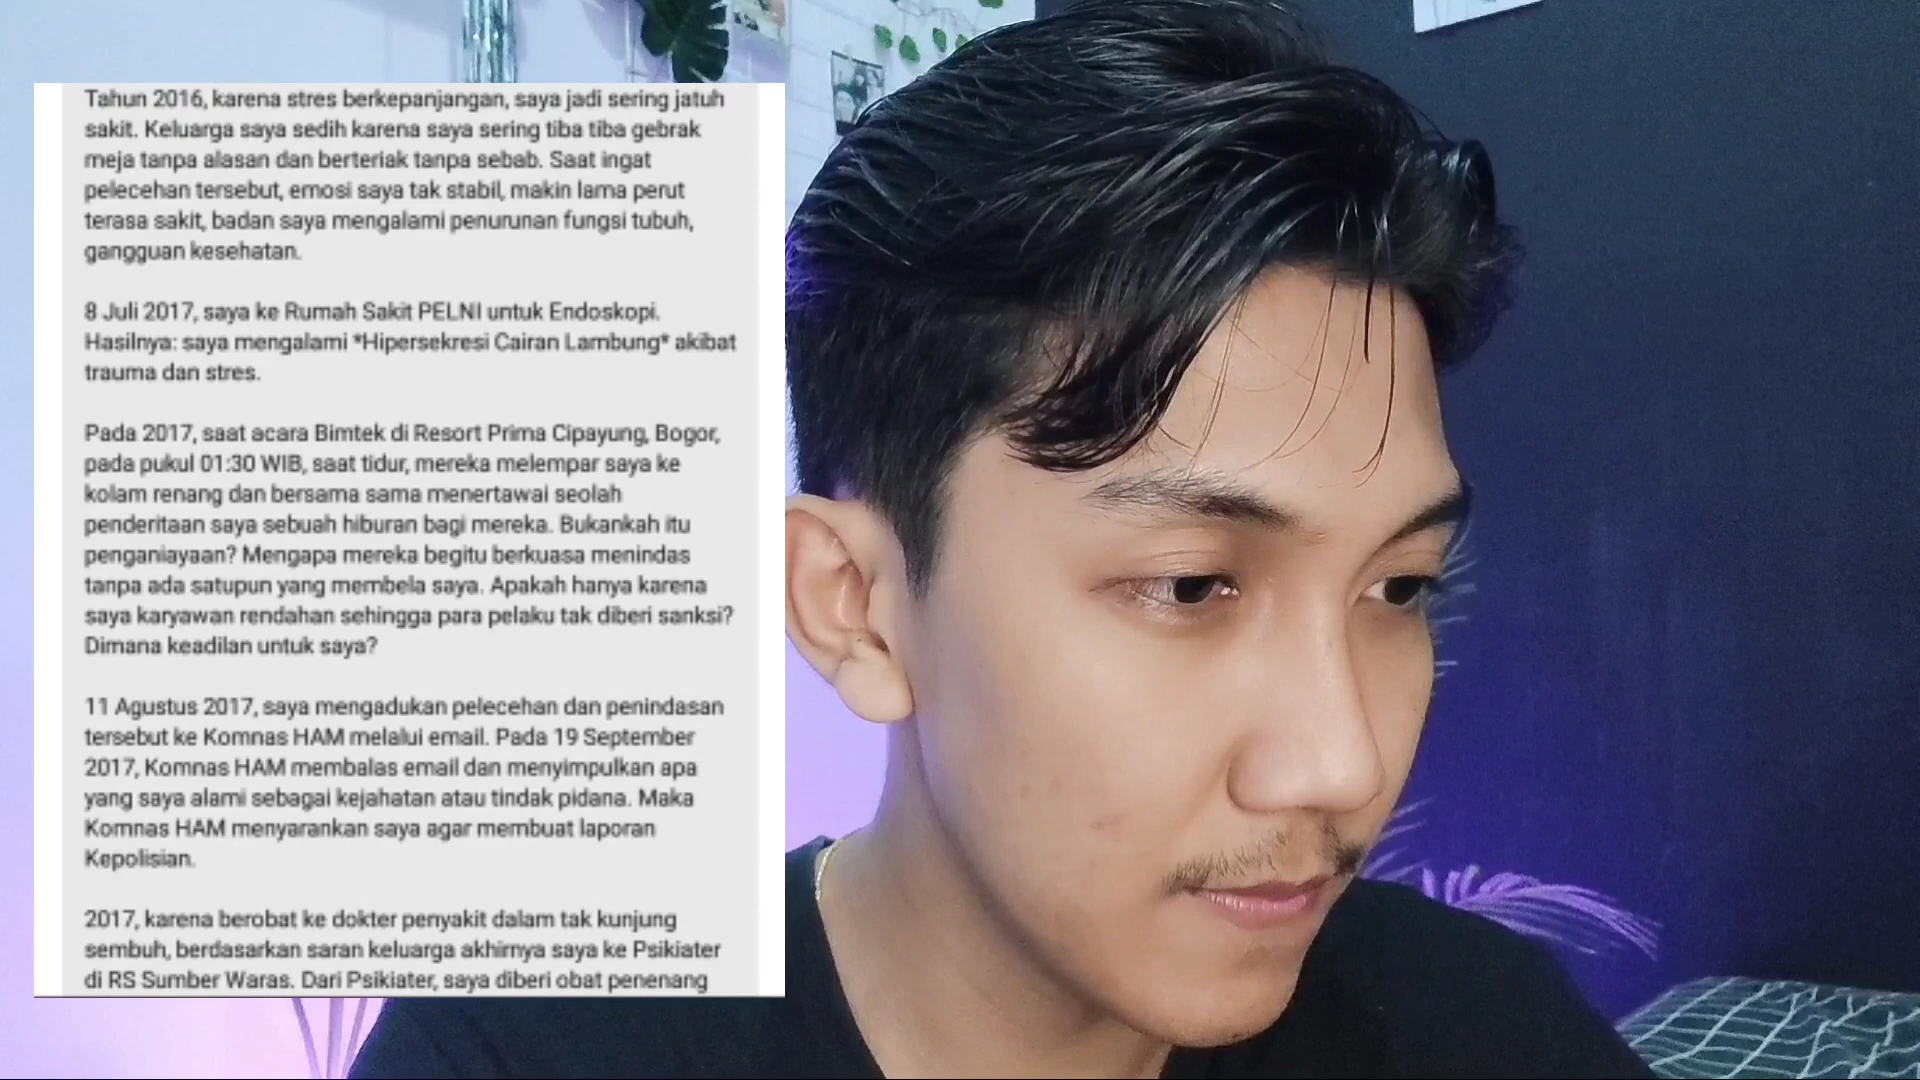 Tahun 2016, karena stres berkepanjangan, saya jadi sering jatuh
sakit. Keluarga saya sedih karena saya sering tiba tiba gebrak
meja tanpa alasan dan berteriak tanpa sebab. Saat ingat
pelecehan tersebut, emosi saya tak stabil, makin lama perut
terasa sakit, badan saya mengalami penurunan fungsi tubuh,
gangguan kesehatan.
8 Juli 2017, saya ke Rumah Sakit PELNI untuk Endoskopi.
Hasilnya: saya mengalami *Hipersekresi Cairan Lambung* akibat
trauma dan stres.
Pada 2017, saat acara Bimtek di Resort Prima Cipayung, Bogor,
pada pukul 01:30 WIB, saat tidur, mereka melempar saya ke
kolam renang dan bersama sama menertawai seolah
penderitaan saya sebuah hiburan bagi mereka. Bukankah itu
penganiayaan? Mengapa mereka begitu berkuasa menindas
tanpa ada satupun yang membela saya. Apakah hanya karena
saya karyawan rendahan sehingga para pelaku tak diberi sanksi?
Dimana keadilan untuk saya?
11 Agustus 2017, saya mengadukan pelecehan dan penindasan
tersebut ke Komnas HAM melalui email. Pada 19 September
2017, Komnas HAM membalas email dan menyimpulkan apa
yang saya alami sebagai kejahatan atau tindak pidana. Maka
Komnas HAM menyarankan saya agar membuat laporan
Kepolisian.
2017, karena berobat ke dokter penyakit dalam tak kunjung
sembuh, berdasarkan saran keluarga akhirnya saya ke Psikiater
di RS Sumber Waras. Dari Psikiater, saya diberi obat penenang